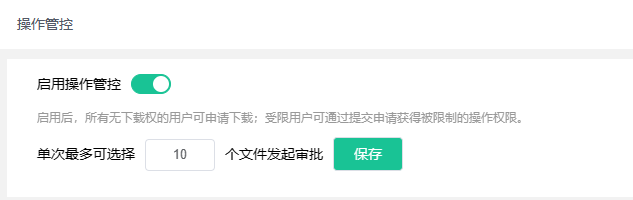 操作管控
启用操作管控
启用后，所有无下载权的用户可申请下载；受限用户可通过提交申请获得被限制的操作权限。
单次最多可选择 10 个文件发起审批 保存